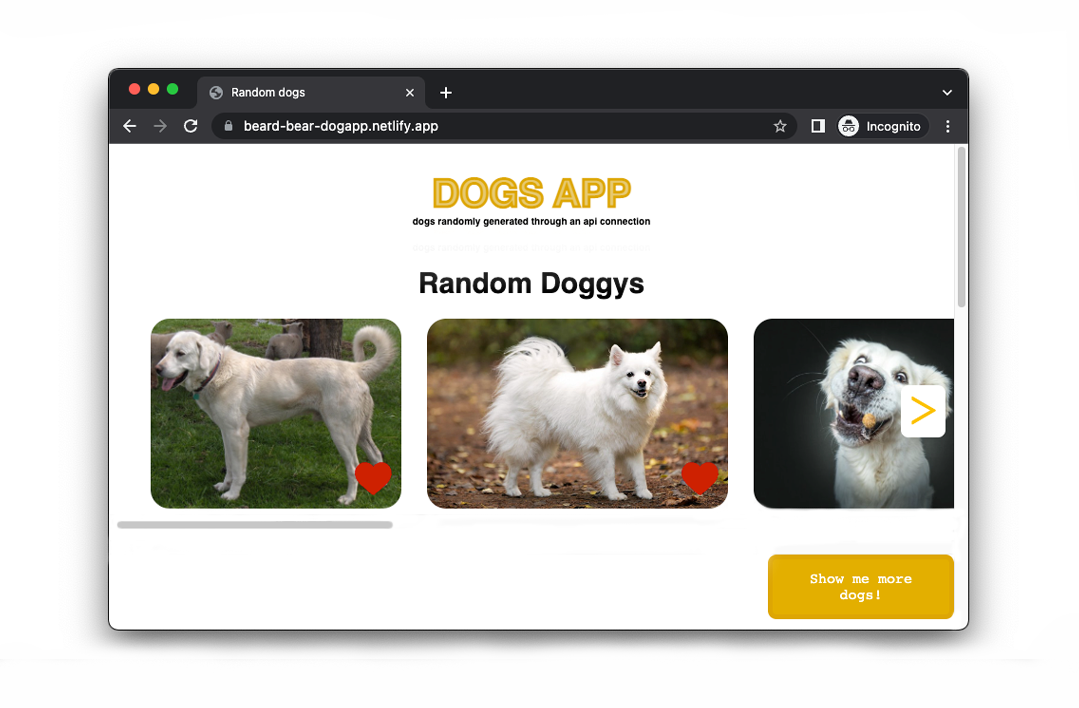 Random dogs
beard-bear-dogapp.netlify.app
Incognito
DOGS APP
dogs randomly generated through an api connection
Random Doggys
>
Show me more
dogs!